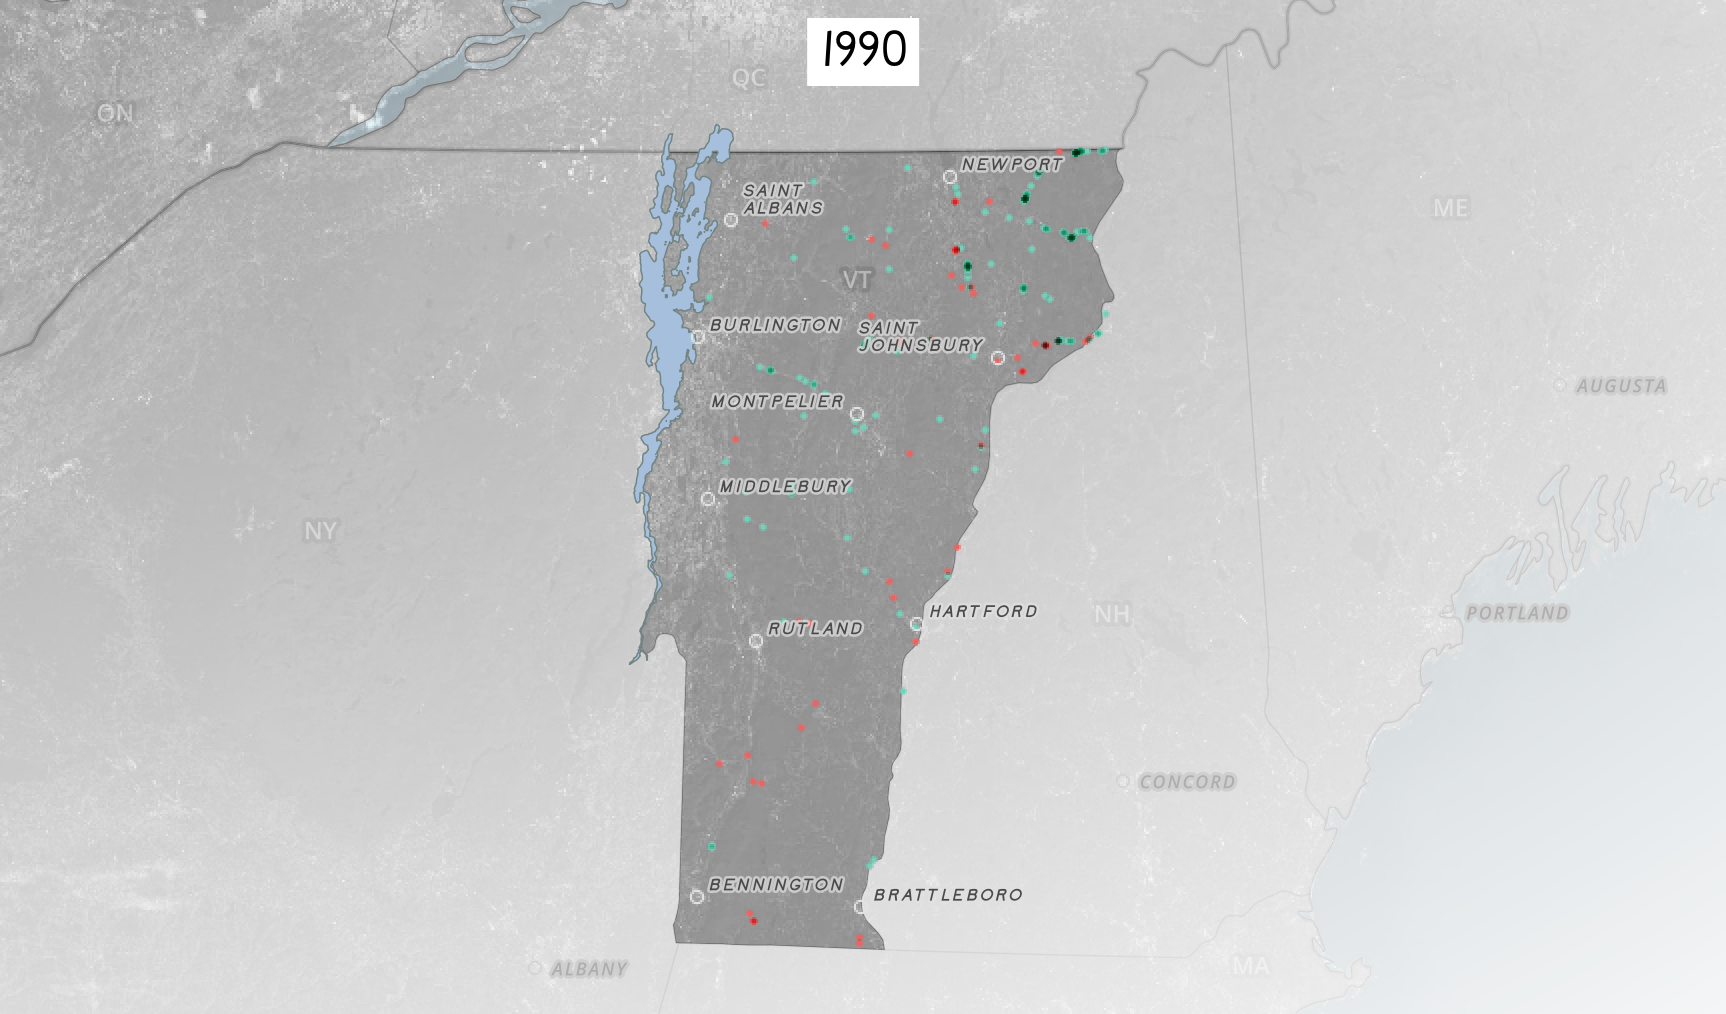 1990
QC
ON
NEWPORT
SAINT
ALBANS
ME
VT
BURLINGTON
SAINT
JOHNSBURY
AUGUSTA
MONTPELIER
MIDDLEBURY
NY
HARTFORD
NH
PORTLAND
RUTLAND
CONCORD
BENNINGTON
BRATTLEBORO
ALBANY
MA